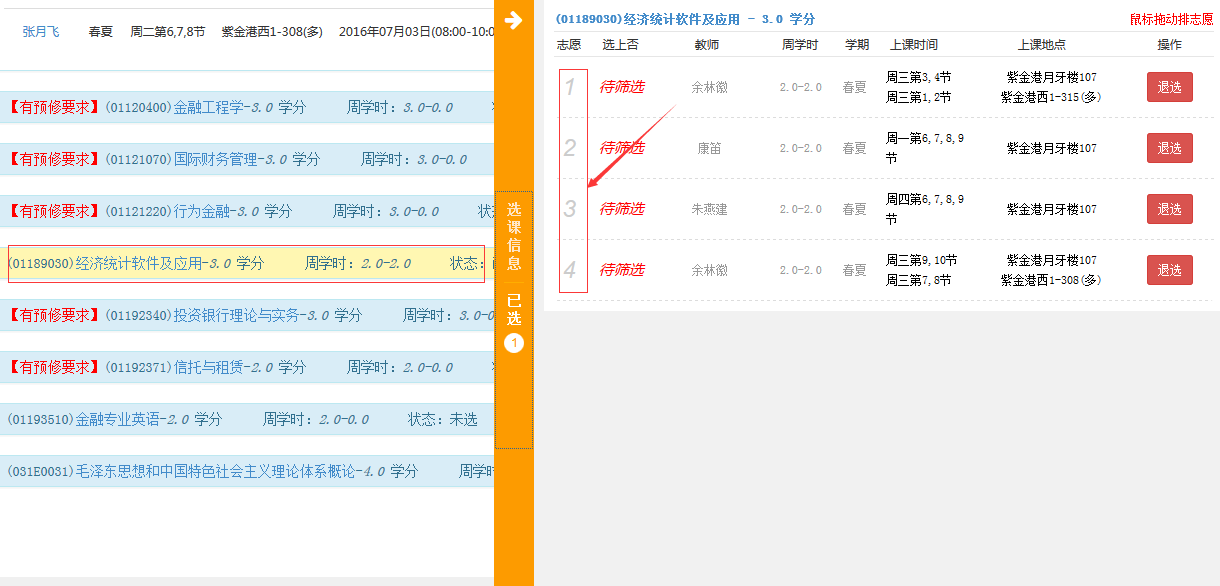 张月飞 春夏 周二第6,7,8节 紫金港西1-308(多) 2016年07月03日(08:00-10:0
【有预修要求】(01120400)金融工程学-3.0 学分 周学时：3.0-0.0
【有预修要求】(01121070)国际财务管理-3.0 学分 周学时：3.0-0.0
【有预修要求】(01121220)行为金融-3.0 学分 周学时：3.0-0.0 状
(01189030)经济统计软件及应用-3.0 学分 周学时：2.0-2.0 状态：
【有预修要求】(01192340)投资银行理论与实务-3.0 学分 周学时：3.0-0
【有预修要求】(01192371)信托与租赁-2.0 学分 周学时：2.0-0.0
(01193510)金融专业英语-2.0 学分 周学时：2.0-0.0 状态：未选
(031E0031)毛泽东思想和中国特色社会主义理论体系概论-4.0 学分 周学时
选课信息
已选
1
(01189030)经济统计软件及应用 - 3.0 学分 鼠标拖动排志愿
志愿 选上否 教师 周学时 学期 上课时间 上课地点 操作
1 待筛选 余林徽 2.0-2.0 春夏 周三第3,4节 紫金港月牙楼107 退选
周三第1,2节 紫金港西1-315(多)
2 待筛选 康笛 2.0-2.0 春夏 周一第6,7,8,9 紫金港月牙楼107 退选
节
3 待筛选 朱燕建 2.0-2.0 春夏 周四第6,7,8,9 紫金港月牙楼107 退选
节
4 待筛选 余林徽 2.0-2.0 春夏 周三第9,10节 紫金港月牙楼107 退选
周三第7,8节 紫金港西1-308(多)